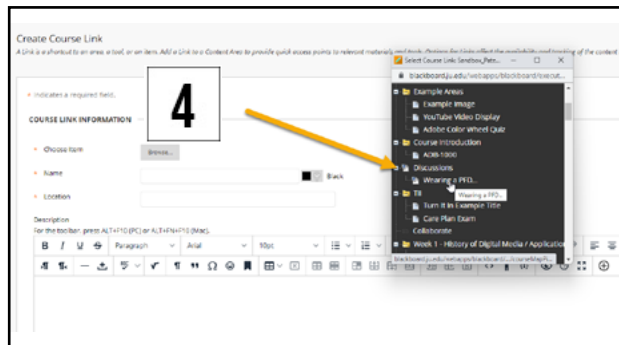 Create Course Link
A Link is a shortcut to an area, a tool, or an item. Add a Link to a Content Area to provide quick access points to relevant materials and tools. Options for Links affect the availability and tracking of the content
* Indicates a required field.
COURSE LINK INFORMATION
4
* Choose Item
Browse...
* Name
Black
* Location
Description
For the toolbar, press ALT+F10 (PC) or ALT+FN+F10 (Mac).
B I U S Paragraph Arial 10pt
Select Course Link: Sandbox_Pete...
blackboard.ju.edu/webapps/blackboard/execut...
Example Areas
Example Image
YouTube Video Display
Adobe Color Wheel Quiz
Course Introduction
Discussions
Wearing a PFD...
Wearing a PFD...
Turn It In Example Title
Care Plan Exam
Collaborate
Week 1 - History of Digital Media / Application